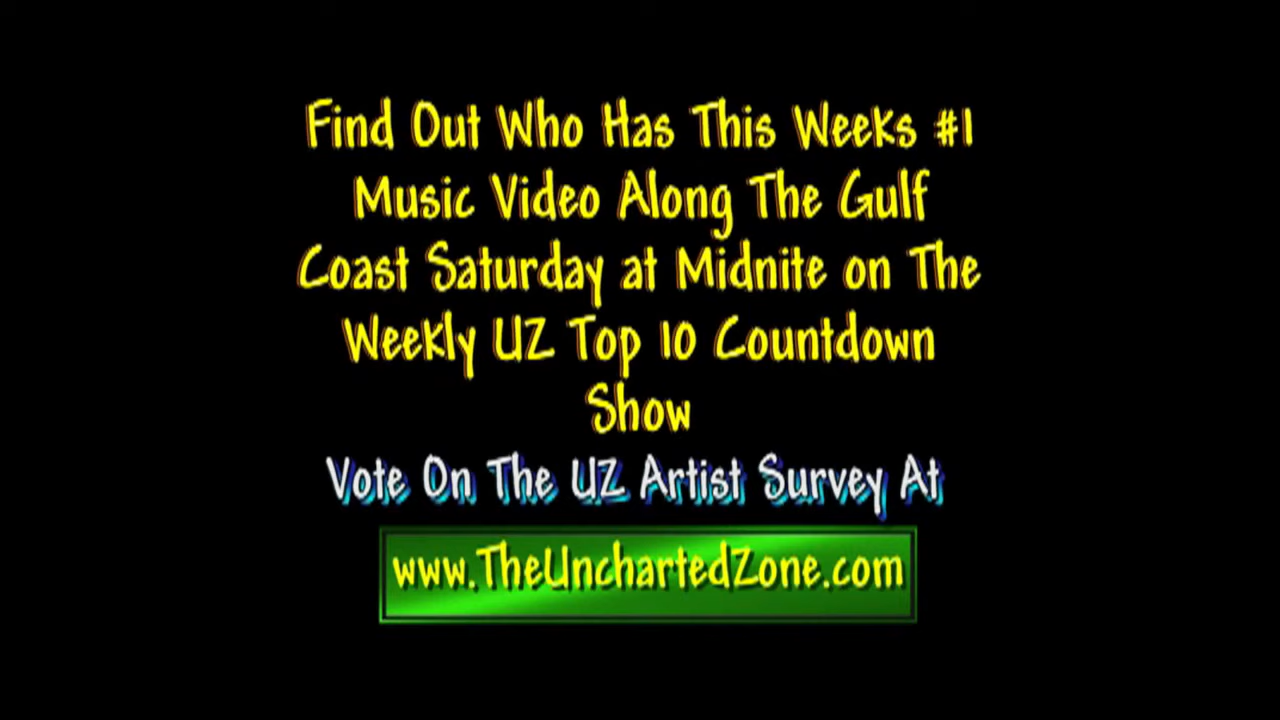 Find Out Who Has This Weeks #1
Music Video Along The Gulf
Coast Saturday at Midnite on The
Weekly UZ Top 10 Countdown
Show
Vote On The UZ Artist Survey At
www.TheUnchartedZone.com